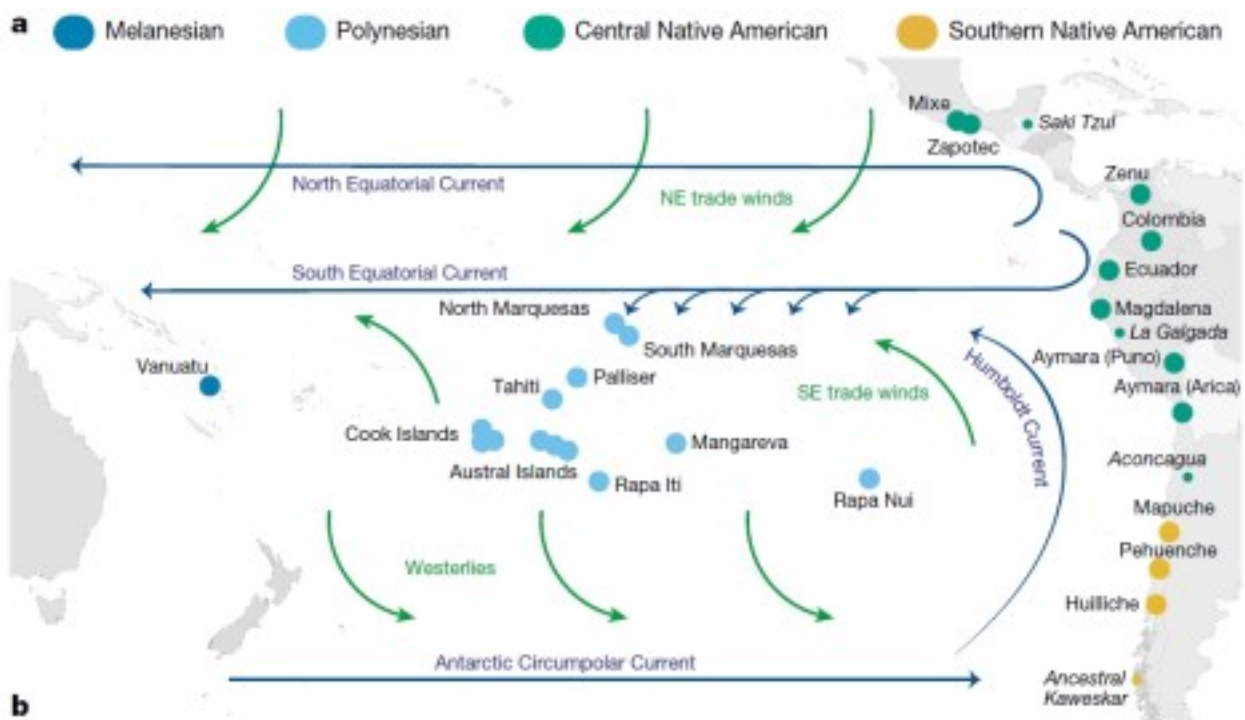 a
Melanesian
Polynesian
Central Native American
Southern Native American
Mixe
Saki Tzul
Zapotec
North Equatorial Current
NE trade winds
Zenu
Colombia
South Equatorial Current
Ecuador
North Marquesas
Magdalena
La Galgada
South Marquesas
Aymara (Puno)
Vanuatu
Palliser
Tahiti
SE trade winds
Humboldt Current
Aymara (Arica)
Cook Islands
Mangareva
Austral Islands
Aconcagua
Rapa Iti
Rapa Nui
Mapuche
Pehuenche
Westerlies
Huilliche
Antarctic Circumpolar Current
Ancestral
Kaweskar
b